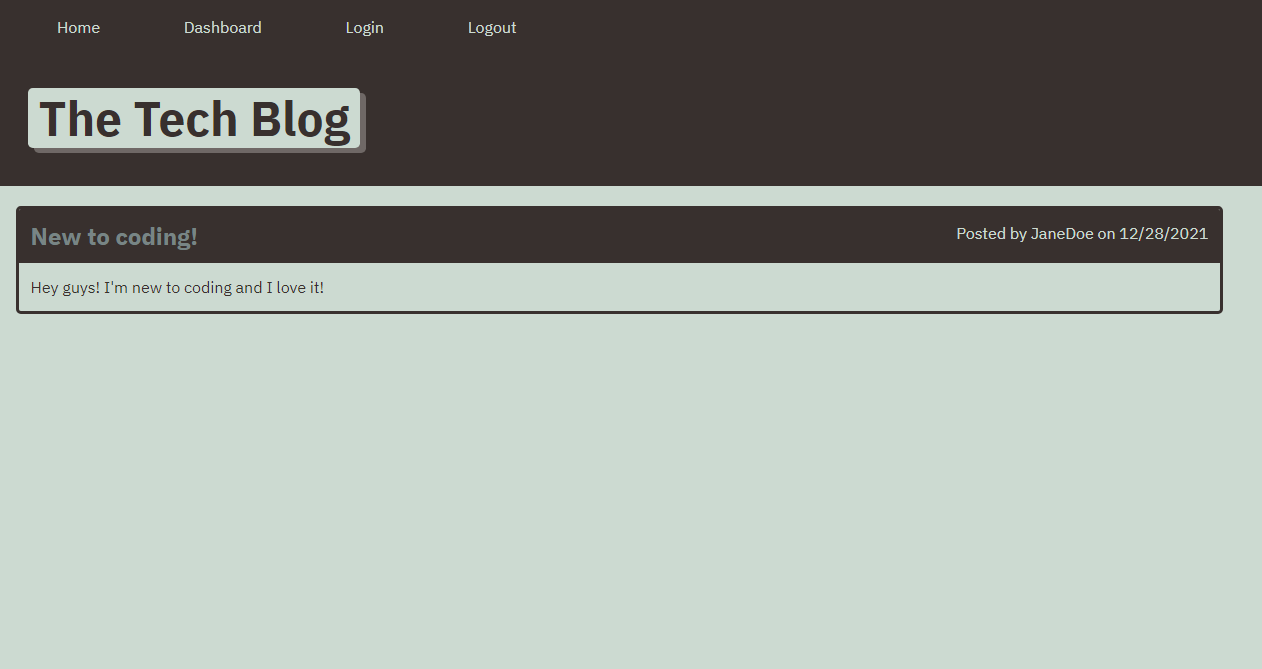 Home Dashboard Login Logout
The Tech Blog
New to coding! Posted by JaneDoe on 12/28/2021
Hey guys! I'm new to coding and I love it!